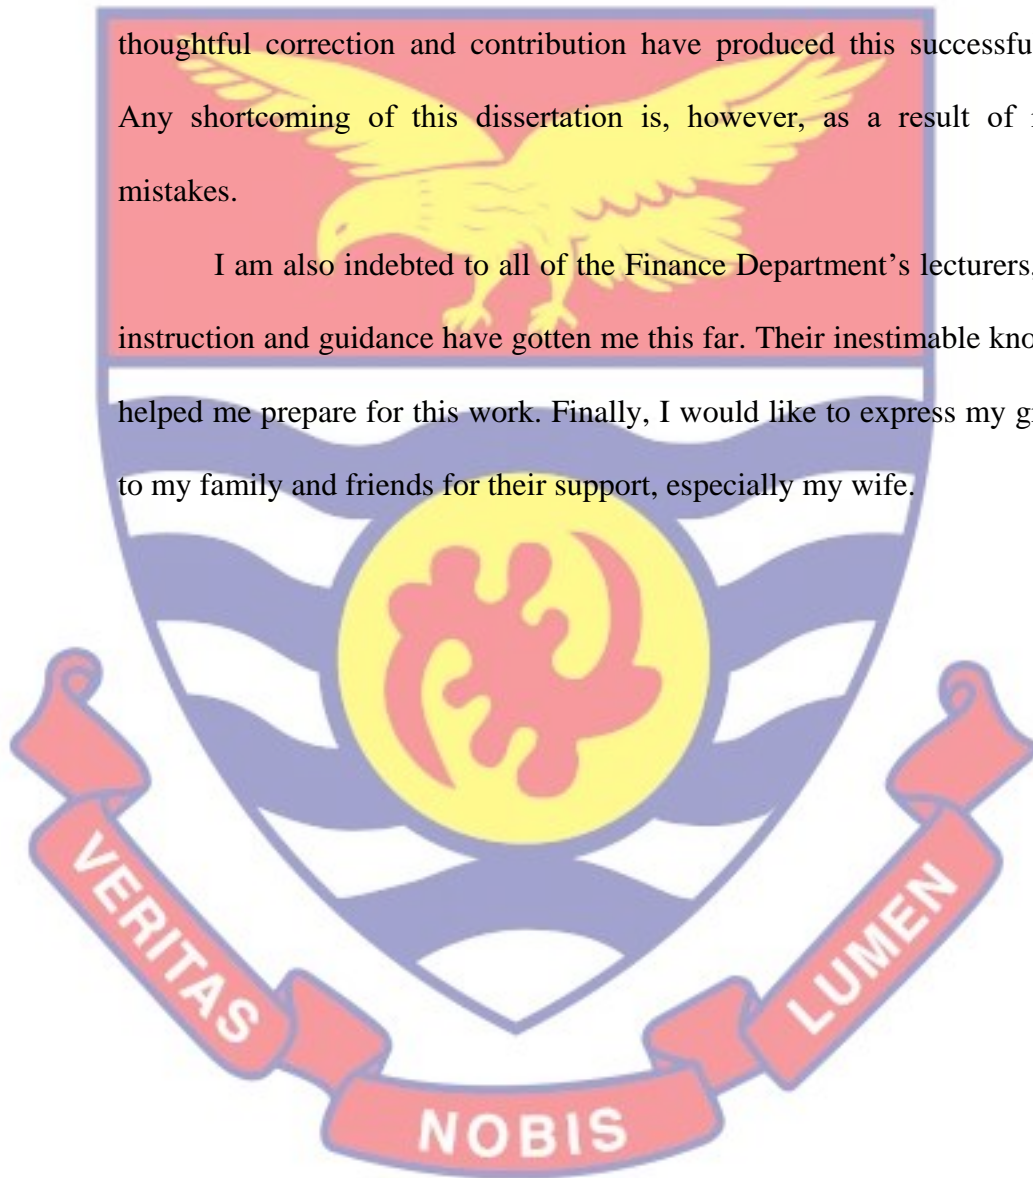 thoughtful correction and contribution have produced this successfu
Any shortcoming of this dissertation is, however, as a result of
mistakes.
I am also indebted to all of the Finance Department's lecturers.
instruction and guidance have gotten me this far. Their inestimable kno
helped me prepare for this work. Finally, I would like to express my g
to my family and friends for their support, especially my wife.
VERITAS
NOBIS
LUMEN